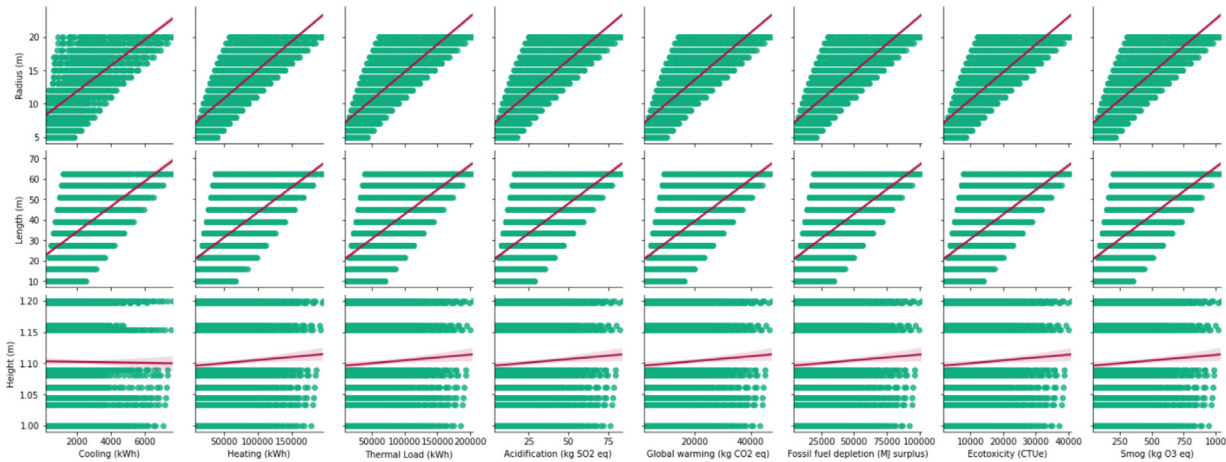 Radius (m)
20
15
10
5
Length (m)
70
60
50
40
30
20
10
Height (m)
1.20
1.15
1.10
1.05
1.00
0 2000 4000 6000
50000 100000 150000
50000 100000 150000 200000
0 25 50 75
0 20000 40000
25000 50000 75000 100000
10000 20000 30000 40000
250 500 750 1000
Cooling (kWh) Heating (kWh) Thermal Load (kWh) Acidification (kg SO2 eq) Global warming (kg CO2 eq) Fossil fuel depletion (MJ surplus) Ecotoxicity (CTUe) Smog (kg O3 eq)